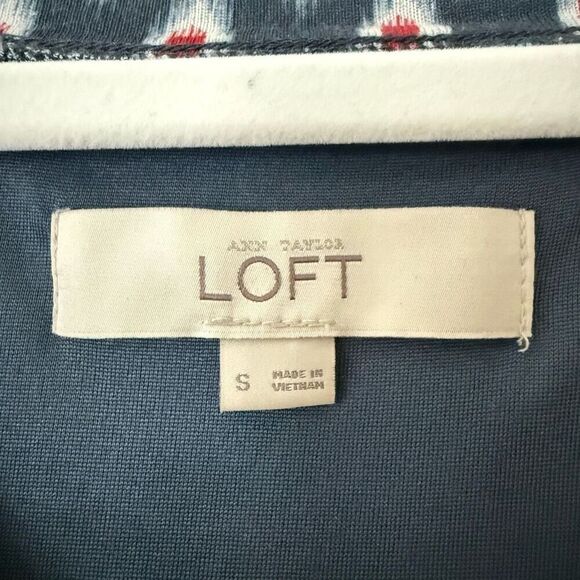 ANN TAYLOR
LOFT
S
MADE IN
VIETNAM